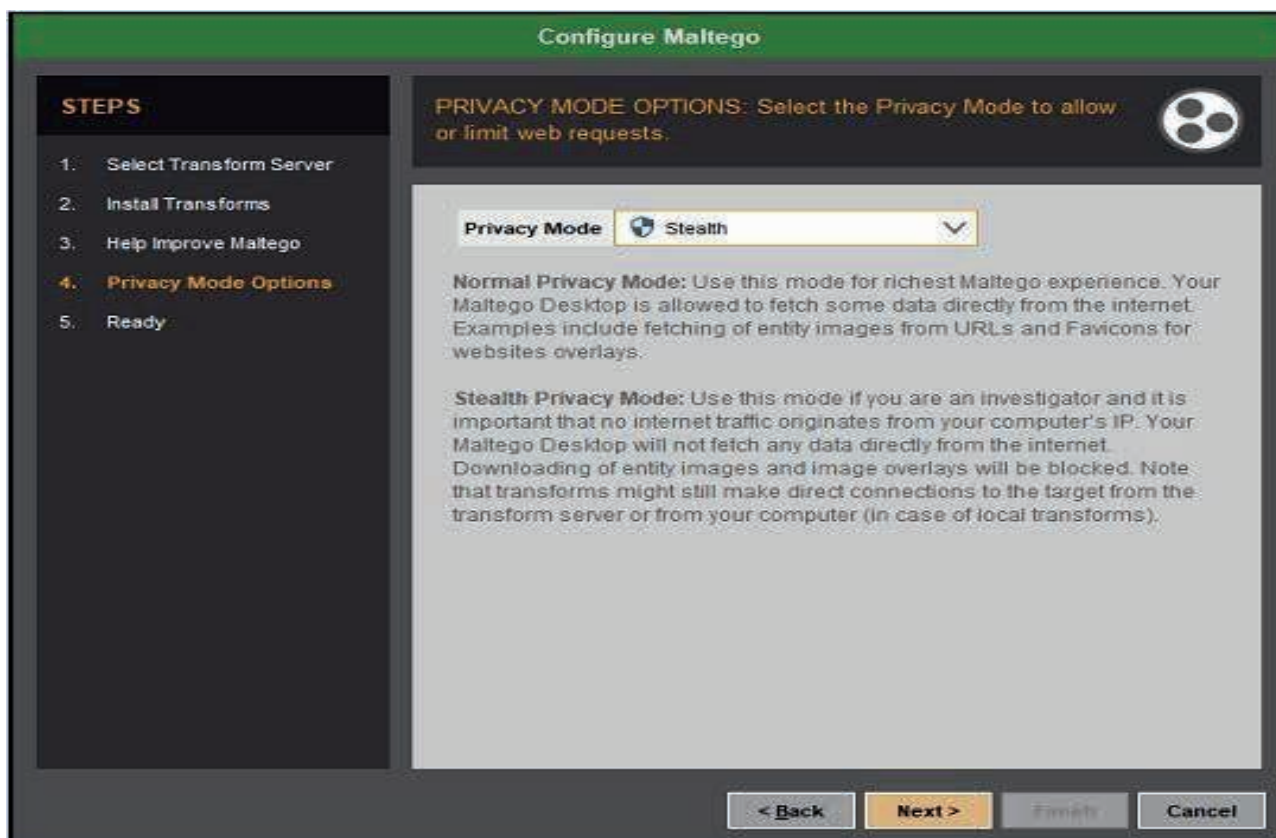 Configure Maltego
STEPS
1. Select Transform Server
2. Install Transforms
3. Help Improve Maltego
4. Privacy Mode Options
5. Ready
PRIVACY MODE OPTIONS: Select the Privacy Mode to allow
or limit web requests.
Privacy Mode Stealth
Normal Privacy Mode: Use this mode for richest Maltego experience. Your
Maltego Desktop is allowed to fetch some data directly from the internet.
Examples include fetching of entity images from URLs and Favicons for
websites overlays.
Stealth Privacy Mode: Use this mode if you are an investigator and it is
important that no internet traffic originates from your computer's IP. Your
Maltego Desktop will not fetch any data directly from the internet.
Downloading of entity images and image overlays will be blocked. Note
that transforms might still make direct connections to the target from the
transform server or from your computer (in case of local transforms).
< Back Next > Finish Cancel